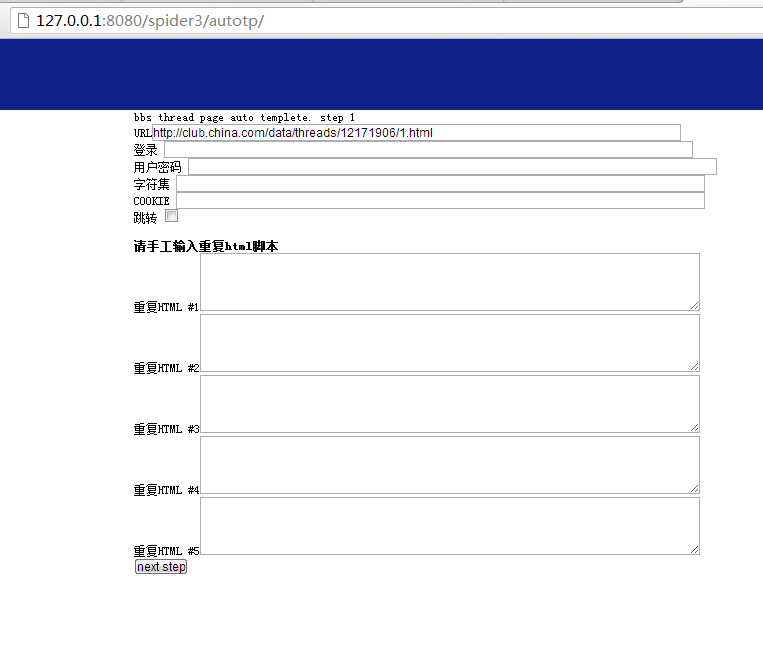 127.0.0.1:8080/spider3/autotp/
bbs thread page auto templete. step 1
URL http://club.china.com/data/threads/12171906/1.html
登录
用户密码
字符集
COOKIE
跳转
请手工输入重复html脚本
重复HTML #1
重复HTML #2
重复HTML #3
重复HTML #4
重复HTML #5
next step